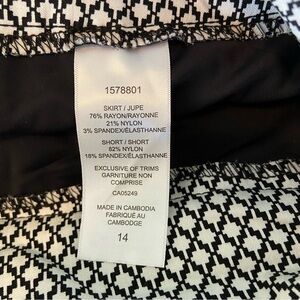 1578801
SKIRT / JUPE
76% RAYON/RAYONNE
21% NYLON
3% SPANDEX/ÉLASTHANNE
SHORT / SHORT
82% NYLON
18% SPANDEX/ÉLASTHANNE
EXCLUSIVE OF TRIMS
GARNITURE NON
COMPRISE
CA05249
MADE IN CAMBODIA
FABRIQUÉ AU
CAMBODGE
14